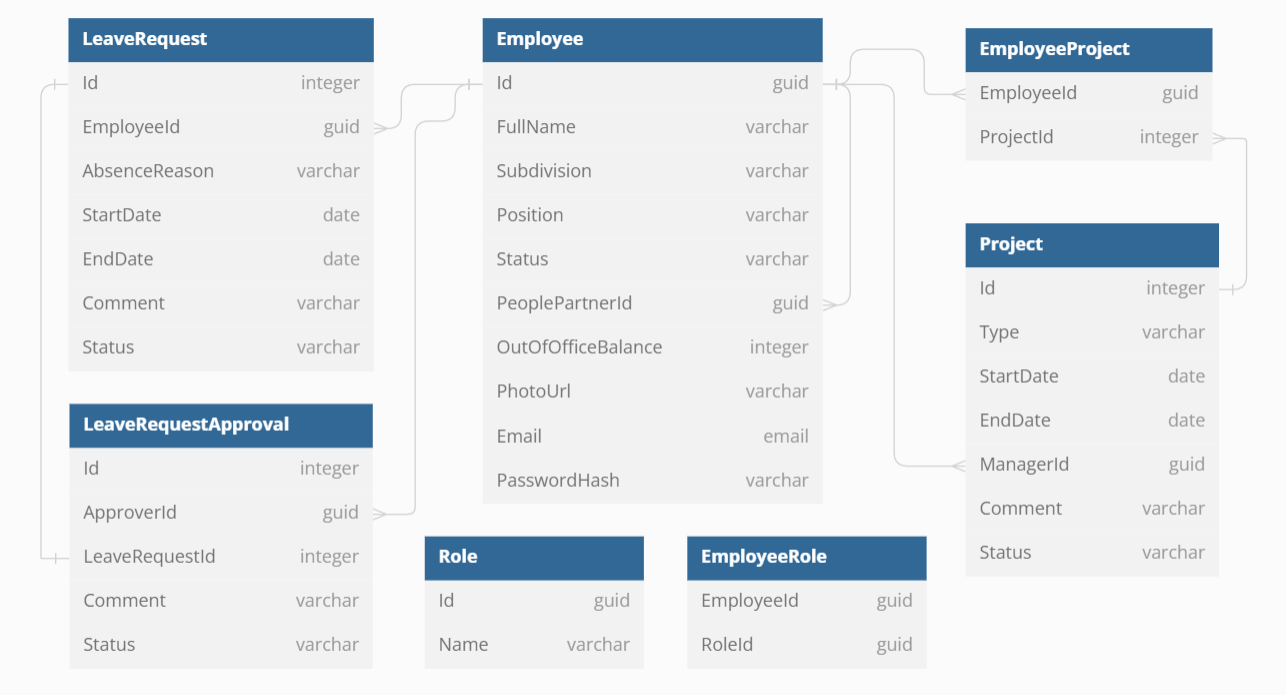 LeaveRequest
Id integer
EmployeeId guid
AbsenceReason varchar
StartDate date
EndDate date
Comment varchar
Status varchar
LeaveRequestApproval
Id integer
ApproverId guid
LeaveRequestId integer
Comment varchar
Status varchar
Employee
Id guid
FullName varchar
Subdivision varchar
Position varchar
Status varchar
PeoplePartnerId guid
OutOfOfficeBalance integer
PhotoUrl varchar
Email email
PasswordHash varchar
Role
Id guid
Name varchar
EmployeeRole
EmployeeId guid
RoleId guid
EmployeeProject
EmployeeId guid
ProjectId integer
Project
Id integer
Type varchar
StartDate date
EndDate date
ManagerId guid
Comment varchar
Status varchar